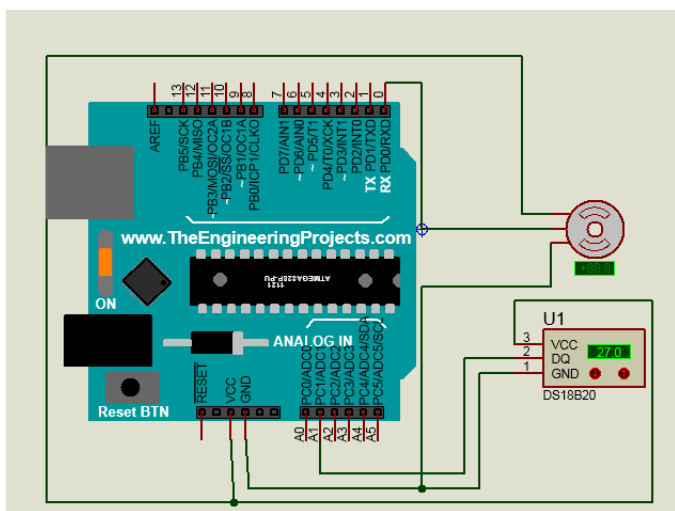 13
12
11
10
9
8
7
6
5
4
3
2
1
0
AREF
PB5/SCK
PB4/MISO
~PB3/MOSI/OC2A
~PB2/SS/OC1B
~PB1/OC1A
PB0/ICP1/CLKO
PD7/AIN1
~PD6/AIN0
~PD5/T1
PD4/T0/XCK
~PD3/INT1
PD2/INT0
TX PD1/TXD
RX PD0/RXD
www.TheEngineeringProjects.com
1121
ATMEGA328P-PU
ON
ANALOG IN
Reset BTN
RESET
VCC
GND
PC0/ADC0
PC1/ADC1
PC2/ADC2
PC3/ADC3
PC4/ADC4/SDA
PC5/ADC5/SCL
A0
A1
A2
A3
A4
A5
U1
3 VCC
2 DQ
1 GND
27.0
DS18B20